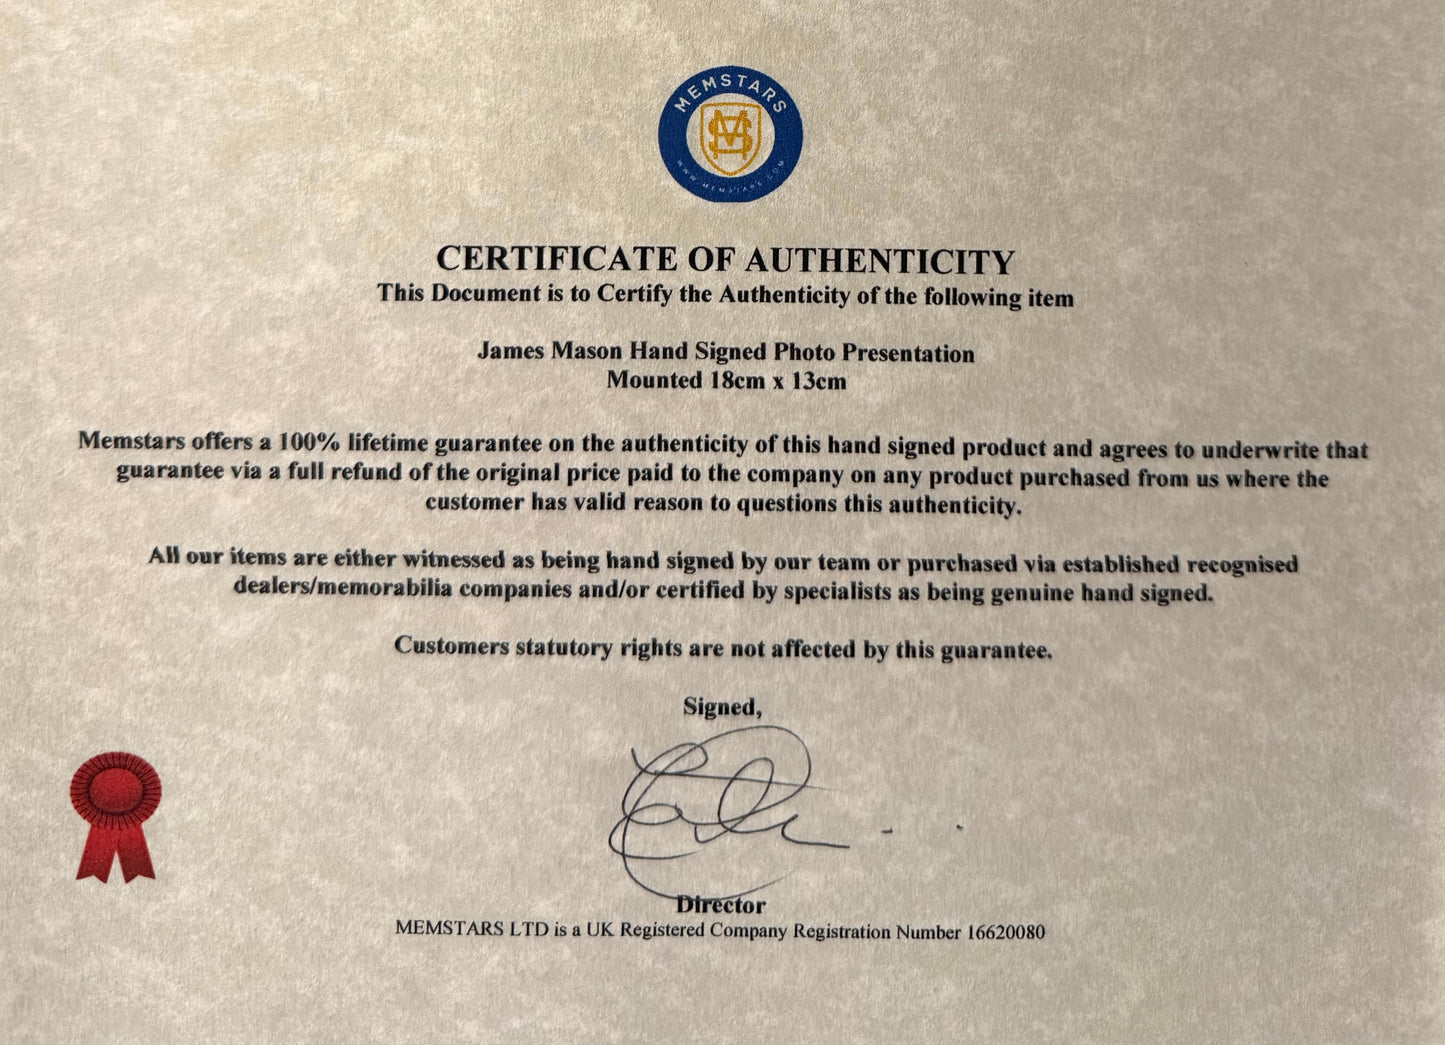 MEMSTARS
WWW.MEMSTARS.COM
CERTIFICATE OF AUTHENTICITY
This Document is to Certify the Authenticity of the following item
James Mason Hand Signed Photo Presentation
Mounted 18cm x 13cm
Memstars offers a 100% lifetime guarantee on the authenticity of this hand signed product and agrees to underwrite that
guarantee via a full refund of the original price paid to the company on any product purchased from us where the
customer has valid reason to questions this authenticity.
All our items are either witnessed as being hand signed by our team or purchased via established recognised
dealers/memorabilia companies and/or certified by specialists as being genuine hand signed.
Customers statutory rights are not affected by this guarantee.
Signed,
Director
MEMSTARS LTD is a UK Registered Company Registration Number 16620080